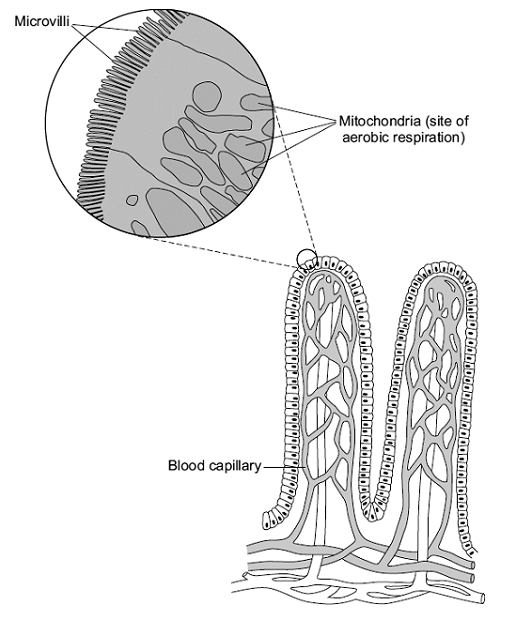 Microvilli
Mitochondria (site of
aerobic respiration)
Blood capillary